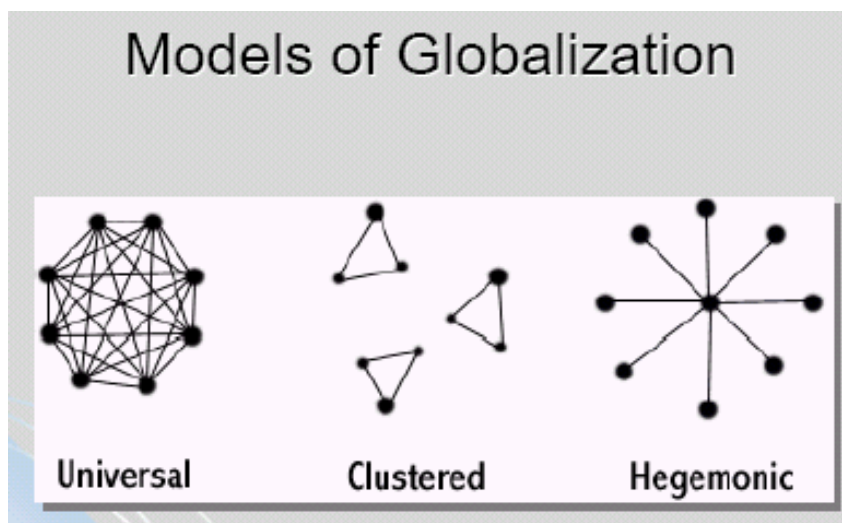 Models of Globalization
Universal
Clustered
Hegemonic